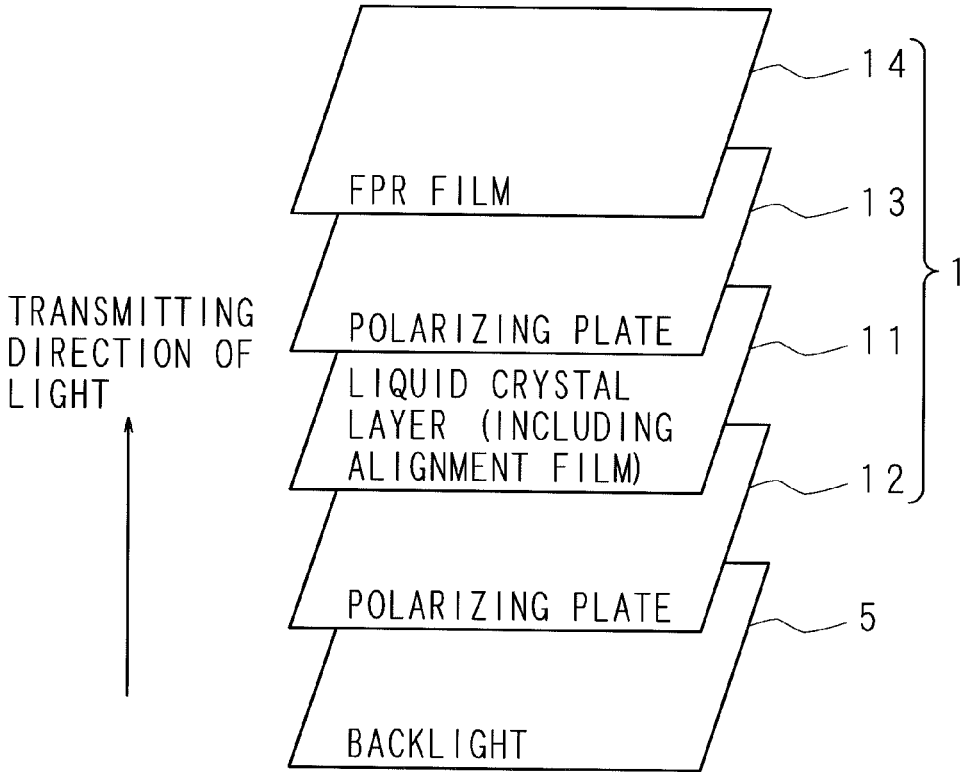 14
FPR FILM
13
POLARIZING PLATE
1
TRANSMITTING
DIRECTION OF
LIGHT
LIQUID CRYSTAL
LAYER (INCLUDING
ALIGNMENT FILM)
11
12
POLARIZING PLATE
5
BACKLIGHT